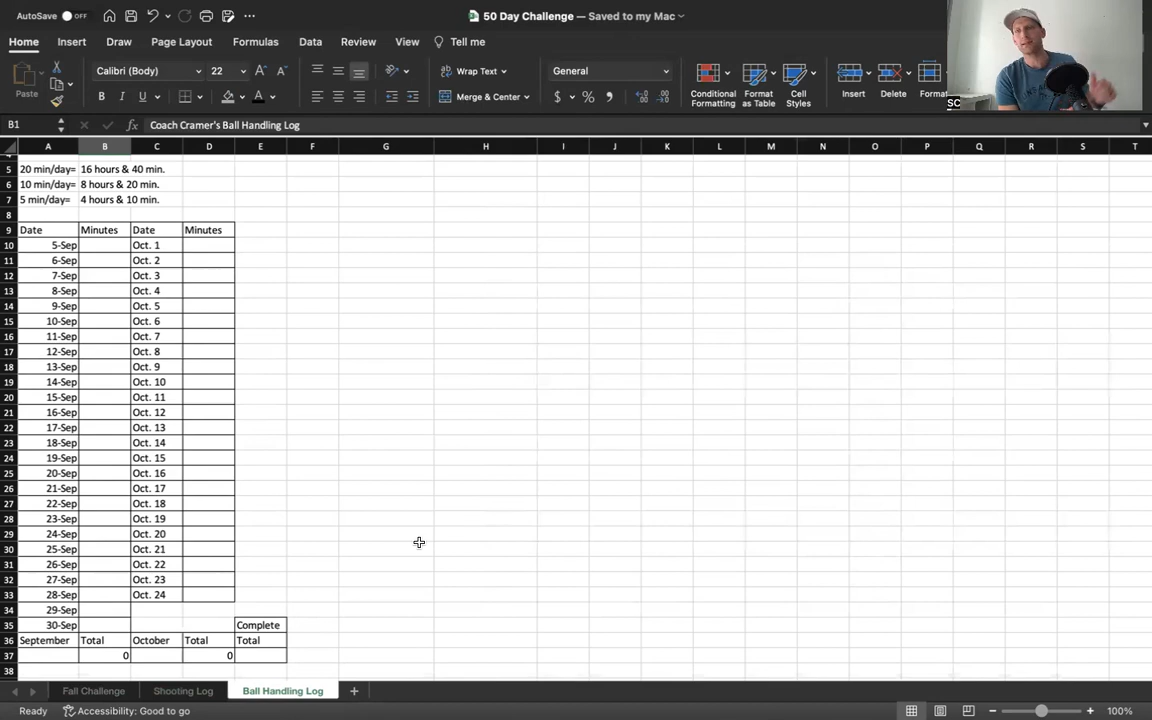 AutoSave OFF
50 Day Challenge — Saved to my Mac
Home Insert Draw Page Layout Formulas Data Review View Tell me
Paste
Calibri (Body) 22 A A
B I U A
Wrap Text
Merge & Center
General
$ % 9
Conditional Formatting
Format as Table
Cell Styles
Insert
Delete
Format
SC
B1 fx Coach Cramer's Ball Handling Log
A B C D E F G H I J K L M N O P Q R S T
5 20 min/day= 16 hours & 40 min.
6 10 min/day= 8 hours & 20 min.
7 5 min/day= 4 hours & 10 min.
8
9 Date Minutes Date Minutes
10 5-Sep Oct. 1
11 6-Sep Oct. 2
12 7-Sep Oct. 3
13 8-Sep Oct. 4
14 9-Sep Oct. 5
15 10-Sep Oct. 6
16 11-Sep Oct. 7
17 12-Sep Oct. 8
18 13-Sep Oct. 9
19 14-Sep Oct. 10
20 15-Sep Oct. 11
21 16-Sep Oct. 12
22 17-Sep Oct. 13
23 18-Sep Oct. 14
24 19-Sep Oct. 15
25 20-Sep Oct. 16
26 21-Sep Oct. 17
27 22-Sep Oct. 18
28 23-Sep Oct. 19
29 24-Sep Oct. 20
30 25-Sep Oct. 21
31 26-Sep Oct. 22
32 27-Sep Oct. 23
33 28-Sep Oct. 24
34 29-Sep
35 30-Sep Complete
36 September Total October Total Total
37 0 0
38
Fall Challenge Shooting Log Ball Handling Log +
Ready Accessibility: Good to go 100%